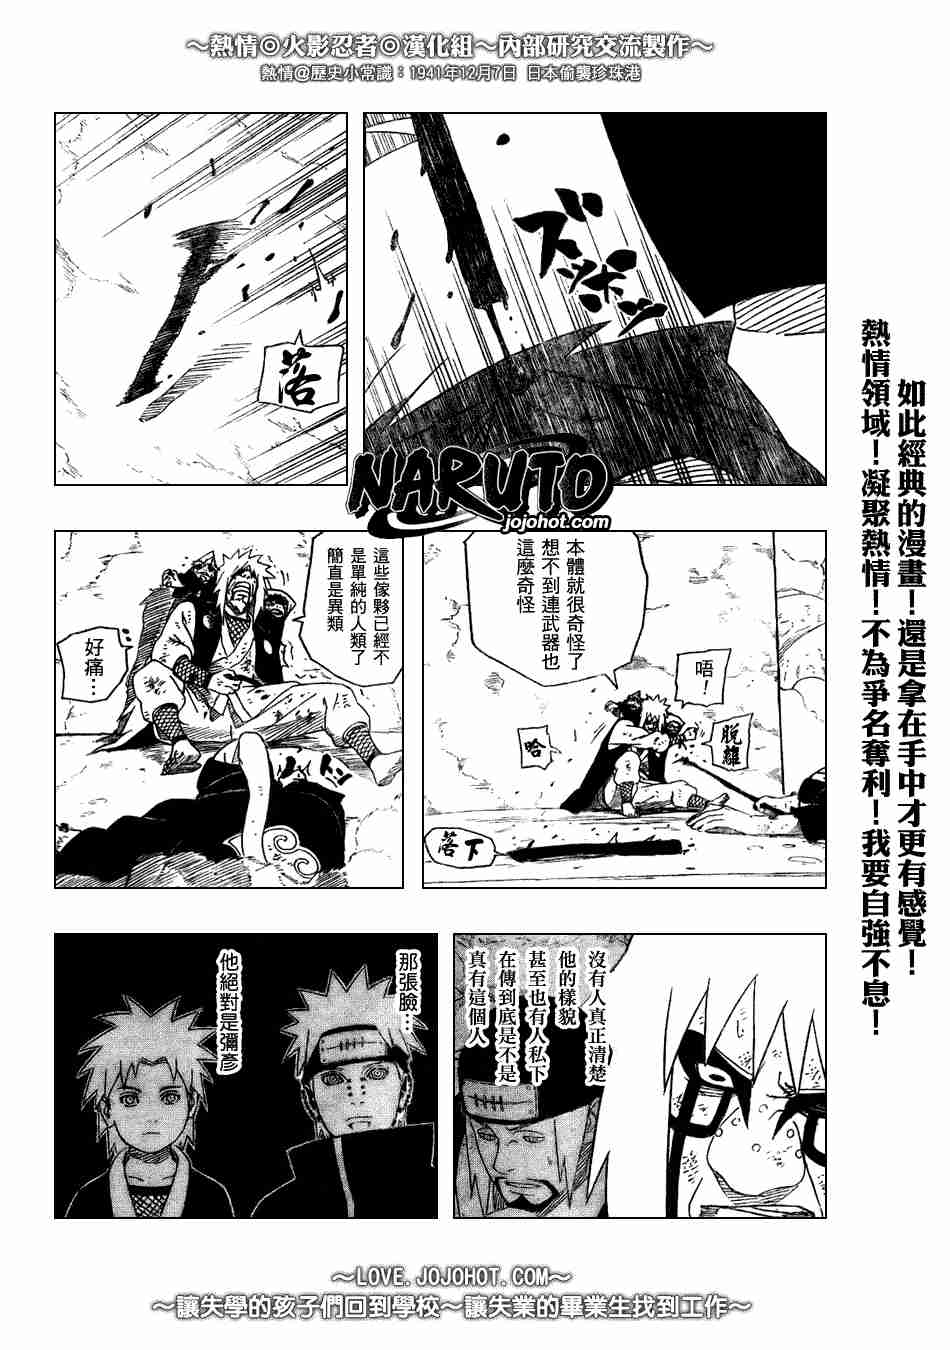 ～熱情◎火影忍者◎漢化組～內部研究交流製作～
熱情@歷史小常識：1941年12月7日 日本偷襲珍珠港
ズッボッ
落
NARUTO
jojohot.com
本體就很奇怪了
想不到連武器也
這麼奇怪
唔！
脫離
哈
落下
這些傢夥已經不
是單純的人類了
簡直是異類
好痛…
沒有人真正清楚
他的樣貌
甚至也有人私下
在傳到底是不是
真有這個人
那張臉…
他絕對是彌彥
如此經典的漫畫！還是拿在手中才更有感覺！
熱情領域！凝聚熱情！不為爭名奪利！我要自強不息！
～LOVE.JOJOHOT.COM～
～讓失學的孩子們回到學校～讓失業的畢業生找到工作～